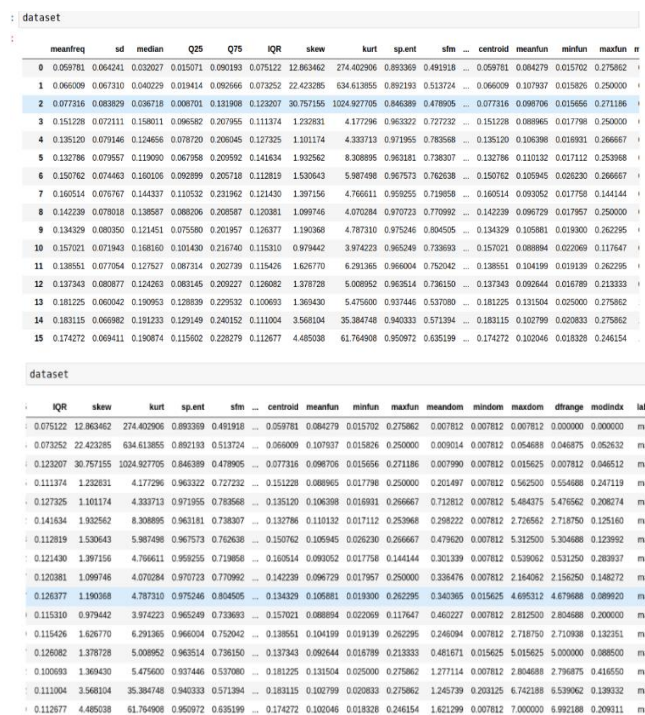 : dataset
:
meanfreq sd median Q25 Q75 IQR skew kurt sp.ent sfm ... centroid meanfun minfun maxfun m
0 0.059781 0.064241 0.032027 0.015071 0.090193 0.075122 12.863462 274.402906 0.893369 0.491918 ... 0.059781 0.084279 0.015702 0.275862
1 0.066009 0.067310 0.040229 0.019414 0.092666 0.073252 22.423285 634.613855 0.892193 0.513724 ... 0.066009 0.107937 0.015826 0.250000
2 0.077316 0.083829 0.036718 0.008701 0.131908 0.123207 30.757155 1024.927705 0.846389 0.478905 ... 0.077316 0.098706 0.015656 0.271186
3 0.151228 0.072111 0.158011 0.096582 0.207955 0.111374 1.232831 4.177296 0.963322 0.727232 ... 0.151228 0.088965 0.017798 0.250000
4 0.135120 0.079146 0.124656 0.078720 0.206045 0.127325 1.101174 4.333713 0.971955 0.783568 ... 0.135120 0.106398 0.016931 0.266667
5 0.132786 0.079557 0.119090 0.067958 0.209592 0.141634 1.932562 8.308895 0.963181 0.738307 ... 0.132786 0.110132 0.017112 0.253968
6 0.150762 0.074463 0.160106 0.092899 0.205718 0.112819 1.530643 5.987498 0.967573 0.762638 ... 0.150762 0.105945 0.026230 0.266667
7 0.160514 0.076767 0.144337 0.110532 0.231962 0.121430 1.397156 4.766611 0.959255 0.719858 ... 0.160514 0.093052 0.017758 0.144144
8 0.142239 0.078018 0.138587 0.088206 0.208587 0.120381 1.099746 4.070284 0.970723 0.770992 ... 0.142239 0.096729 0.017957 0.250000
9 0.134329 0.080350 0.121451 0.075580 0.201957 0.126377 1.190368 4.787310 0.975246 0.804505 ... 0.134329 0.105881 0.019300 0.262295
10 0.157021 0.071943 0.168160 0.101430 0.216740 0.115310 0.979442 3.974223 0.965249 0.733693 ... 0.157021 0.088894 0.022069 0.117647
11 0.138551 0.077054 0.127527 0.087314 0.202739 0.115426 1.626770 6.291365 0.966004 0.752042 ... 0.138551 0.104199 0.019139 0.262295
12 0.137343 0.080877 0.124263 0.083145 0.209227 0.126082 1.378728 5.008952 0.963514 0.736150 ... 0.137343 0.092644 0.016789 0.213333
13 0.181225 0.060042 0.190953 0.128839 0.229532 0.100693 1.369430 5.475600 0.937446 0.537080 ... 0.181225 0.131504 0.025000 0.275862
14 0.183115 0.066982 0.191233 0.129149 0.240152 0.111004 3.568104 35.384748 0.940333 0.571394 ... 0.183115 0.102799 0.020833 0.275862
15 0.174272 0.069411 0.190874 0.115602 0.228279 0.112677 4.485038 61.764908 0.950972 0.635199 ... 0.174272 0.102046 0.018328 0.246154
dataset
IQR skew kurt sp.ent sfm ... centroid meanfun minfun maxfun meandom mindom maxdom dfrange modindx lal
0.075122 12.863462 274.402906 0.893369 0.491918 ... 0.059781 0.084279 0.015702 0.275862 0.007812 0.007812 0.007812 0.000000 0.000000 m
0.073252 22.423285 634.613855 0.892193 0.513724 ... 0.066009 0.107937 0.015826 0.250000 0.009014 0.007812 0.054688 0.046875 0.052632 m
0.123207 30.757155 1024.927705 0.846389 0.478905 ... 0.077316 0.098706 0.015656 0.271186 0.007990 0.007812 0.015625 0.007812 0.046512 m
0.111374 1.232831 4.177296 0.963322 0.727232 ... 0.151228 0.088965 0.017798 0.250000 0.201497 0.007812 0.562500 0.554688 0.247119 m
0.127325 1.101174 4.333713 0.971955 0.783568 ... 0.135120 0.106398 0.016931 0.266667 0.712812 0.007812 5.484375 5.476562 0.208274 m
0.141634 1.932562 8.308895 0.963181 0.738307 ... 0.132786 0.110132 0.017112 0.253968 0.298222 0.007812 2.726562 2.718750 0.125160 m
0.112819 1.530643 5.987498 0.967573 0.762638 ... 0.150762 0.105945 0.026230 0.266667 0.479620 0.007812 5.312500 5.304688 0.123992 m
0.121430 1.397156 4.766611 0.959255 0.719858 ... 0.160514 0.093052 0.017758 0.144144 0.301339 0.007812 0.539062 0.531250 0.283937 m
0.120381 1.099746 4.070284 0.970723 0.770992 ... 0.142239 0.096729 0.017957 0.250000 0.336476 0.007812 2.164062 2.156250 0.148272 m
0.126377 1.190368 4.787310 0.975246 0.804505 ... 0.134329 0.105881 0.019300 0.262295 0.340365 0.015625 4.695312 4.679688 0.089920 m
0.115310 0.979442 3.974223 0.965249 0.733693 ... 0.157021 0.088894 0.022069 0.117647 0.460227 0.007812 2.812500 2.804688 0.200000 m
0.115426 1.626770 6.291365 0.966004 0.752042 ... 0.138551 0.104199 0.019139 0.262295 0.246094 0.007812 2.718750 2.710938 0.132351 m
0.126082 1.378728 5.008952 0.963514 0.736150 ... 0.137343 0.092644 0.016789 0.213333 0.481671 0.015625 5.015625 5.000000 0.088500 m
0.100693 1.369430 5.475600 0.937446 0.537080 ... 0.181225 0.131504 0.025000 0.275862 1.277114 0.007812 2.804688 2.796875 0.416550 m
0.111004 3.568104 35.384748 0.940333 0.571394 ... 0.183115 0.102799 0.020833 0.275862 1.245739 0.203125 6.742188 6.539062 0.139332 m
0.112677 4.485038 61.764908 0.950972 0.635199 ... 0.174272 0.102046 0.018328 0.246154 1.621299 0.007812 7.000000 6.992188 0.209311 m